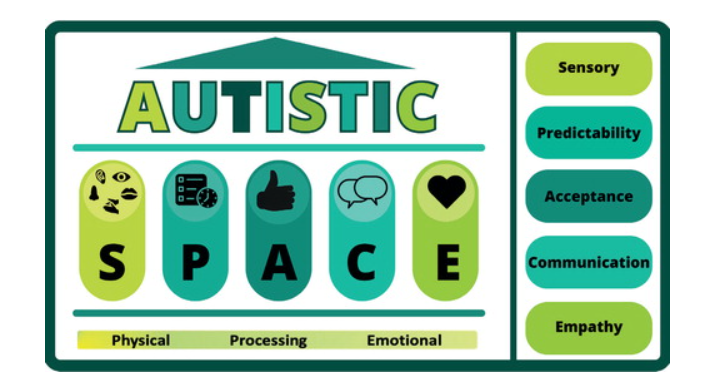 AUTISTIC
S P A C E
Physical Processing Emotional
Sensory
Predictability
Acceptance
Communication
Empathy